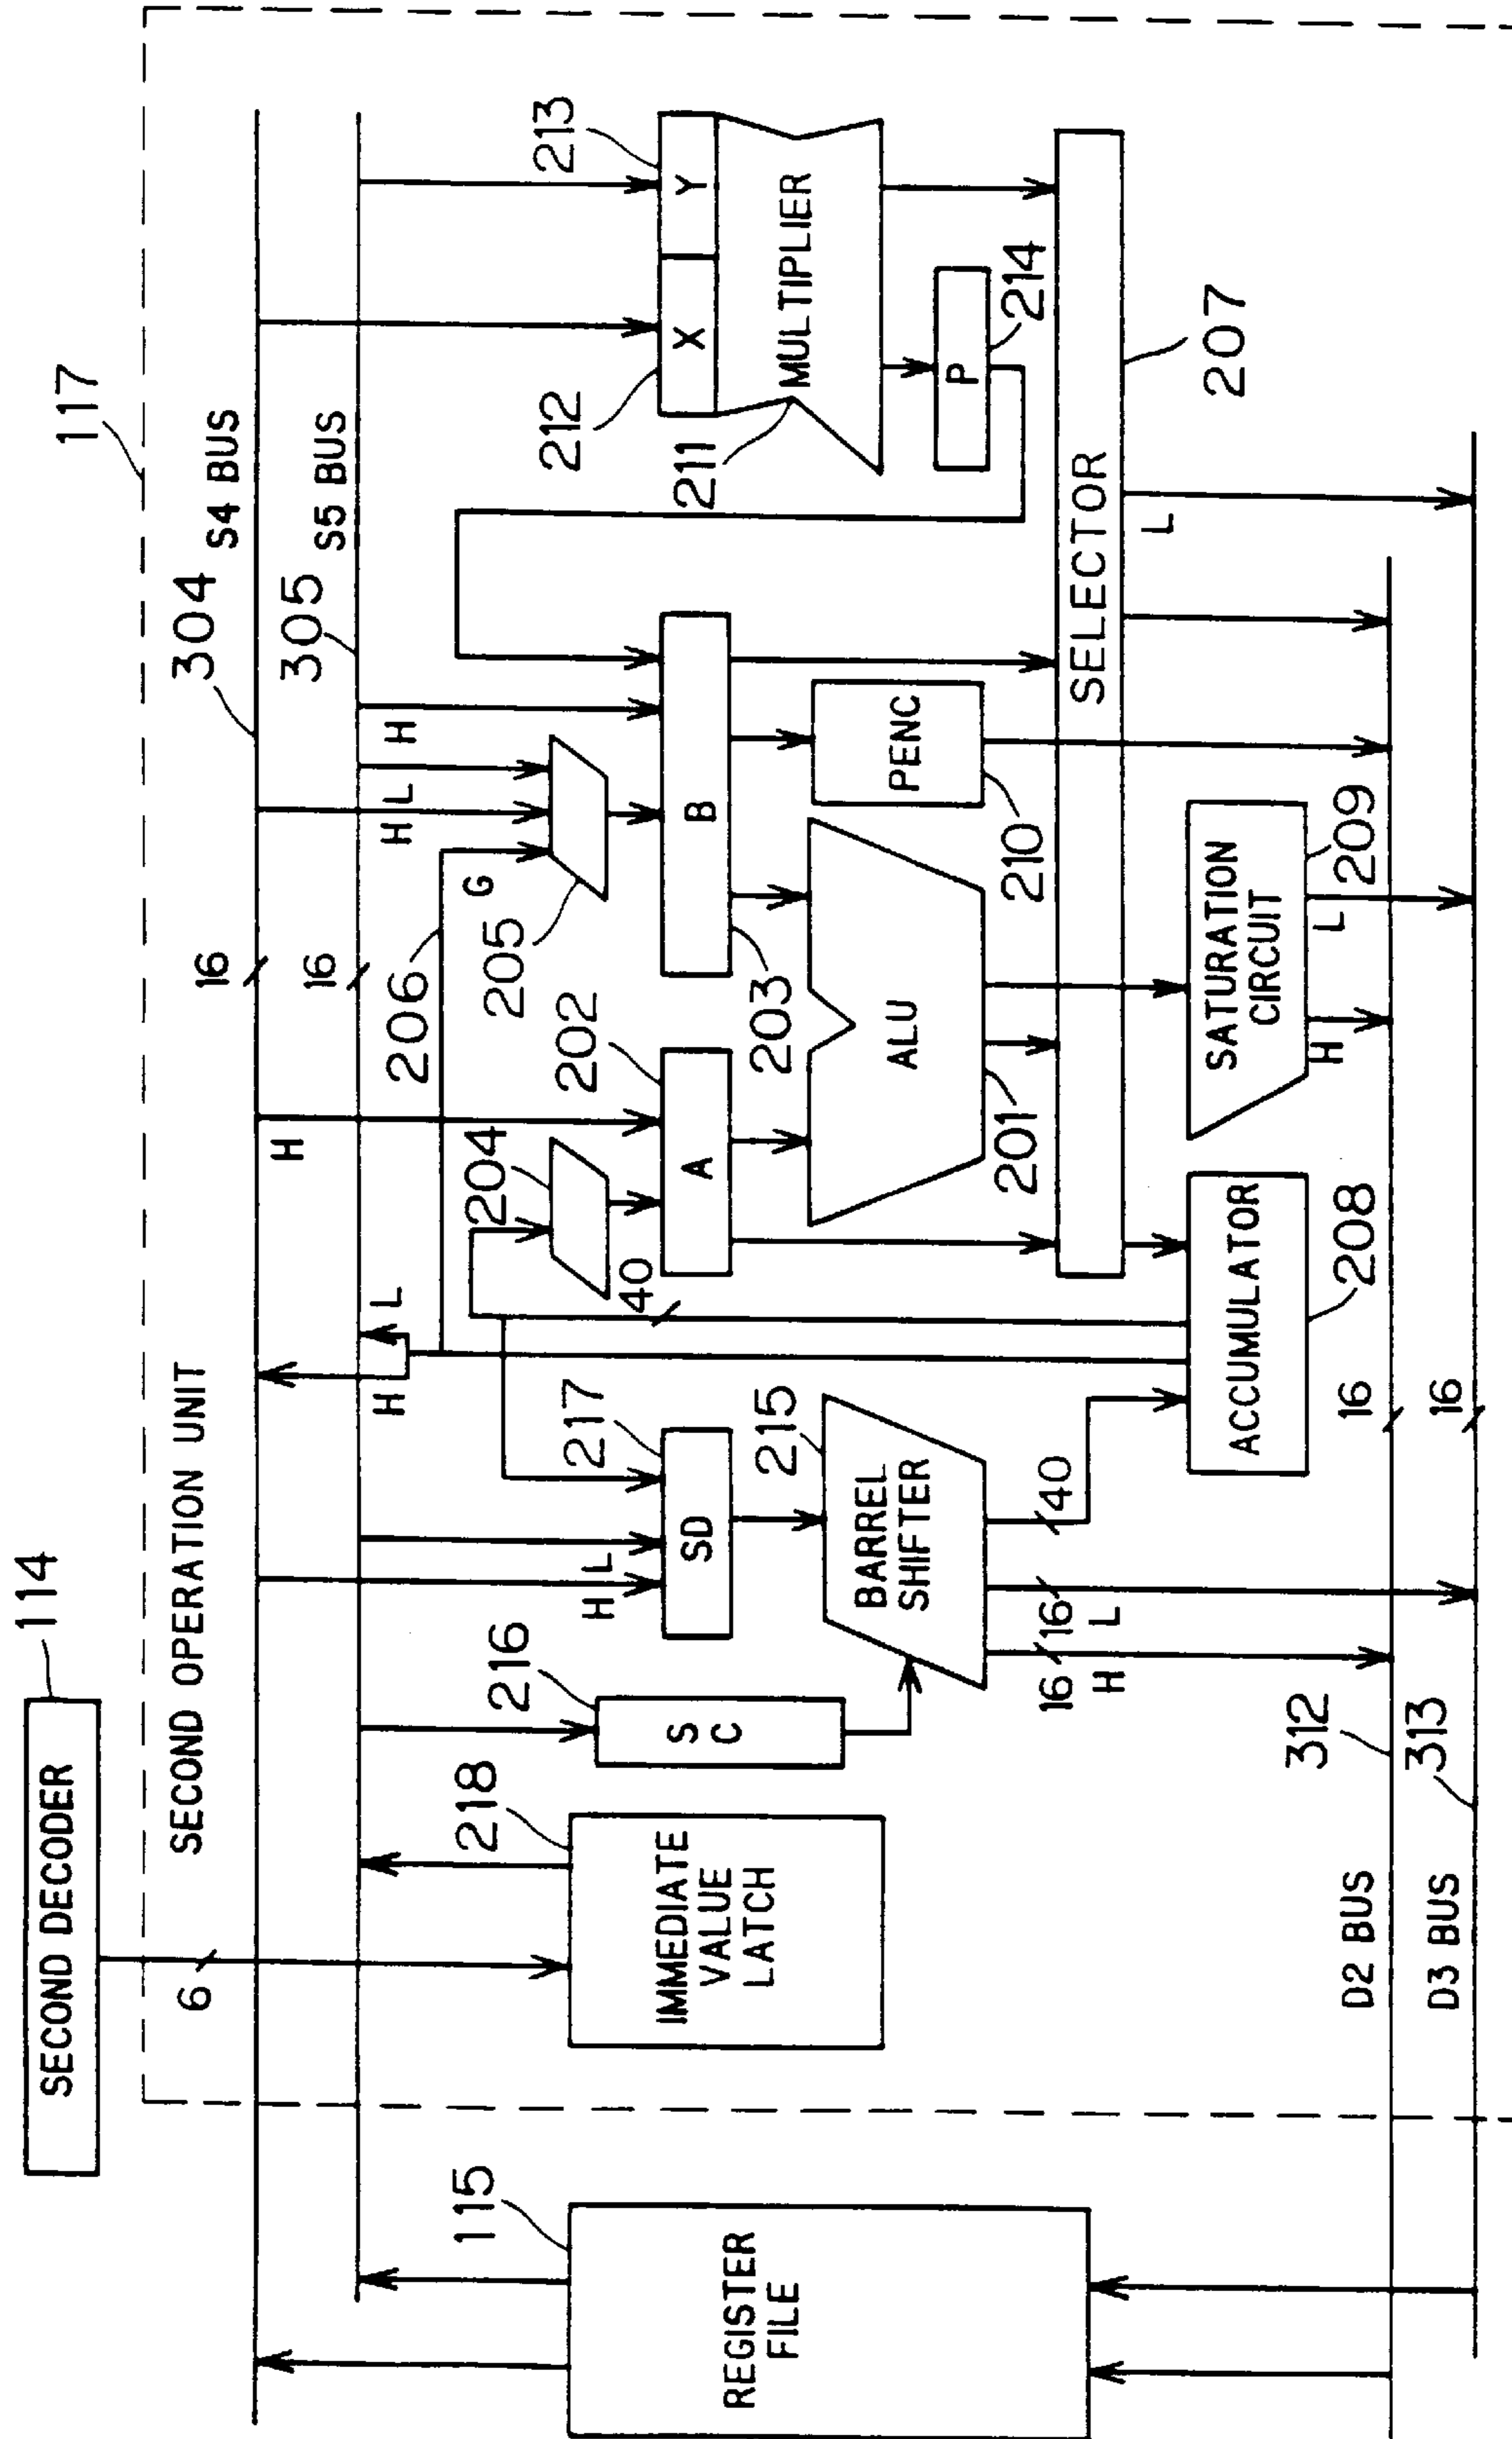 SECOND DECODER
114
117
SECOND OPERATION UNIT
6
304
S4 BUS
16
305
S5 BUS
16
H
L
H
206
G
H
L
H
115
REGISTER
FILE
218
IMMEDIATE
VALUE
LATCH
216
S
C
H
L
217
SD
215
BARREL
SHIFTER
16
H
16
L
40
40
204
202
A
205
203
B
ALU
201
PENC
210
212
X
Y
213
211
MULTIPLIER
P
214
SELECTOR
207
L
ACCUMULATOR
208
SATURATION
CIRCUIT
209
H
L
D2 BUS
312
16
D3 BUS
313
16